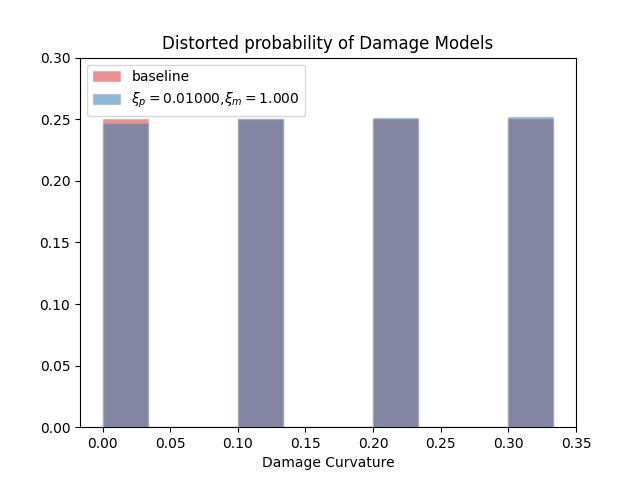 Distorted probability of Damage Models
baseline
ξₚ = 0.01000,ξₘ = 1.000
0.30
0.25
0.20
0.15
0.10
0.05
0.00
0.00 0.05 0.10 0.15 0.20 0.25 0.30 0.35
Damage Curvature